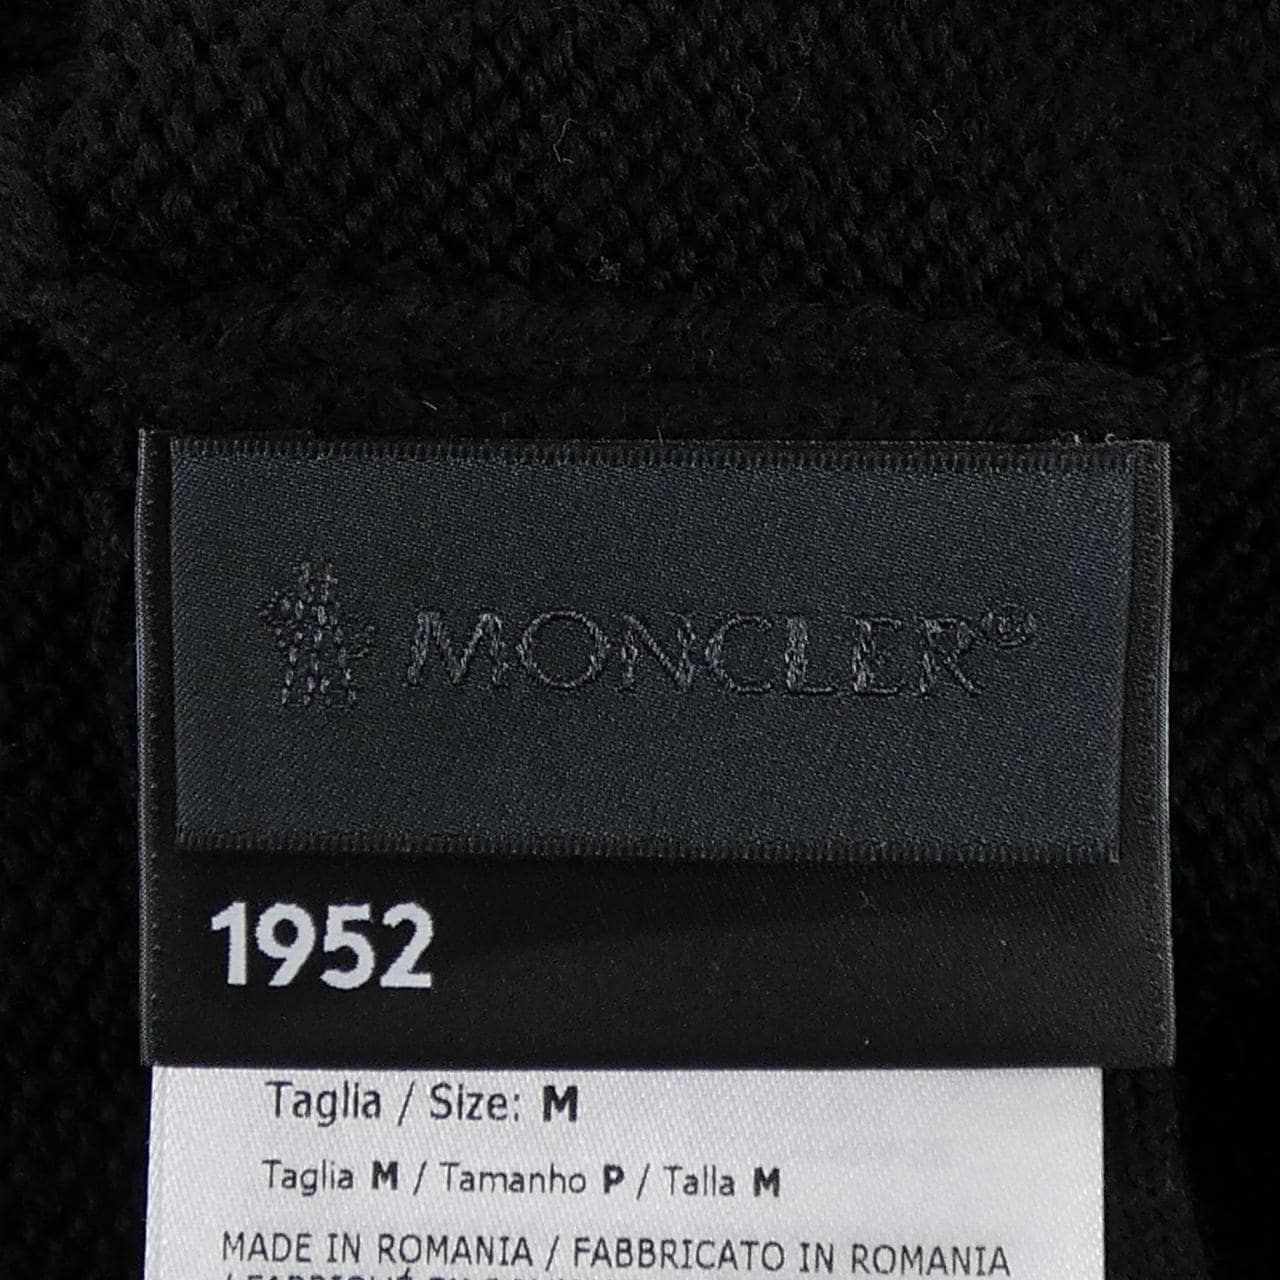 MONCLER
1952
Taglia / Size: M
Taglia M / Tamanho P / Talla M
MADE IN ROMANIA / FABBRICATO IN ROMANIA